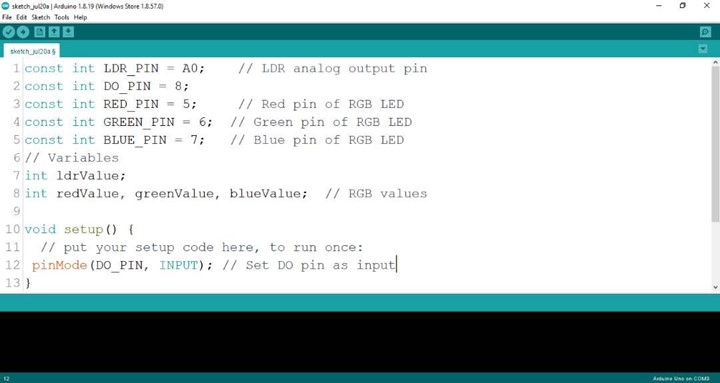 sketch_jul20a | Arduino 1.8.19 (Windows Store 1.8.57.0)
File Edit Sketch Tools Help
sketch_jul20a §
1 const int LDR_PIN = A0;    // LDR analog output pin
2 const int DO_PIN = 8;
3 const int RED_PIN = 5;     // Red pin of RGB LED
4 const int GREEN_PIN = 6;  // Green pin of RGB LED
5 const int BLUE_PIN = 7;   // Blue pin of RGB LED
6 // Variables
7 int ldrValue;
8 int redValue, greenValue, blueValue;  // RGB values
9
10 void setup() {
11   // put your setup code here, to run once:
12  pinMode(DO_PIN, INPUT); // Set DO pin as input
13 }
12
Arduino Uno on COM3